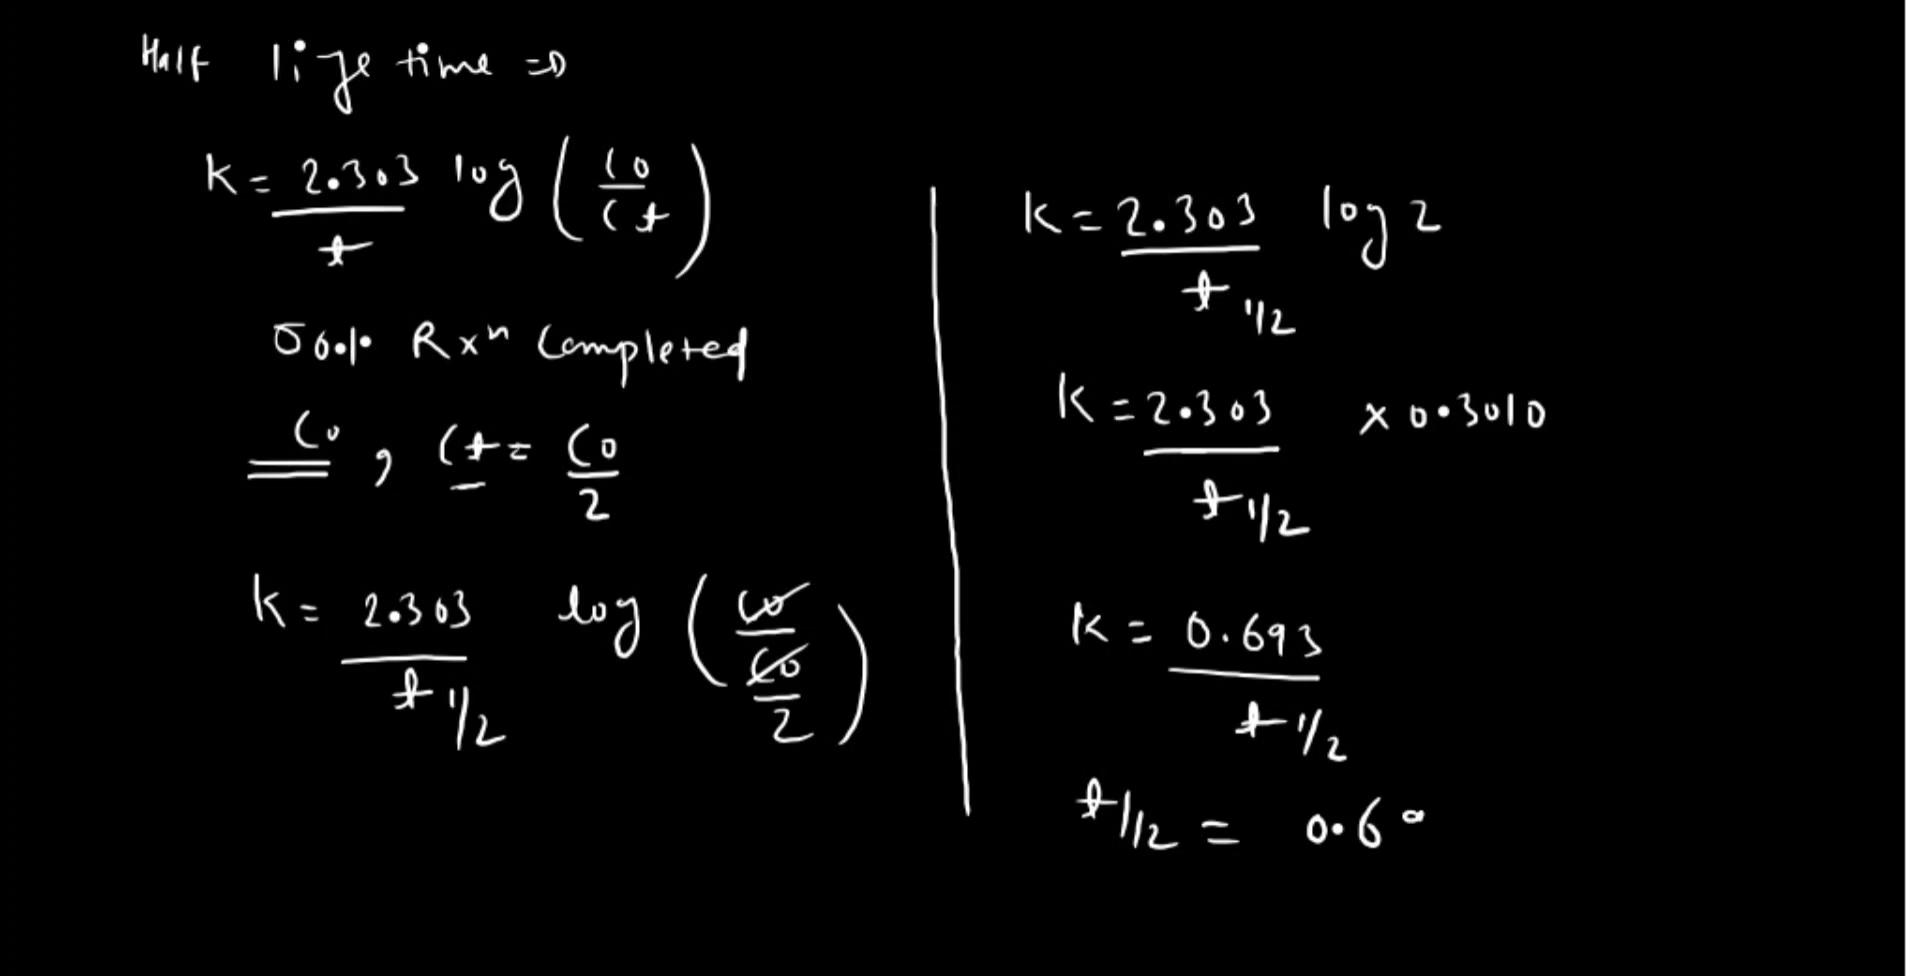 Half life time ⇒
K = 2.303/t log (C0/Ct)
50% Rxn Completed
C0, Ct = C0/2
K = 2.303/t1/2 log (C0/C0/2)
K = 2.303/t1/2 log 2
K = 2.303/t1/2 × 0.3010
K = 0.693/t1/2
t1/2 = 0.6